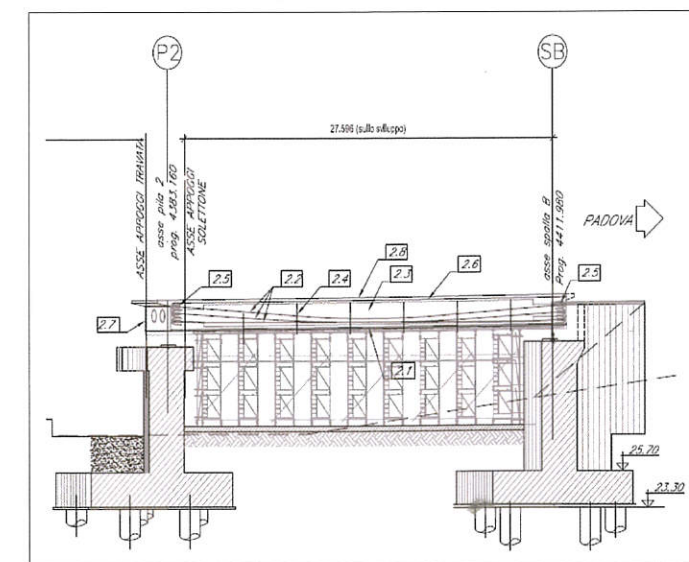 P2
SB
27.596 (sullo sviluppo)
ASSE APPOGGI TRAVATA
asse pila 2
prog. 4383.160
ASSE APPOGGI
SOLETTONE
asse spalla B
Prog. 4411.980
PADOVA
2.8
2.6
2.5
2.2
2.4
2.3
2.5
2.7
2.1
25.70
23.30